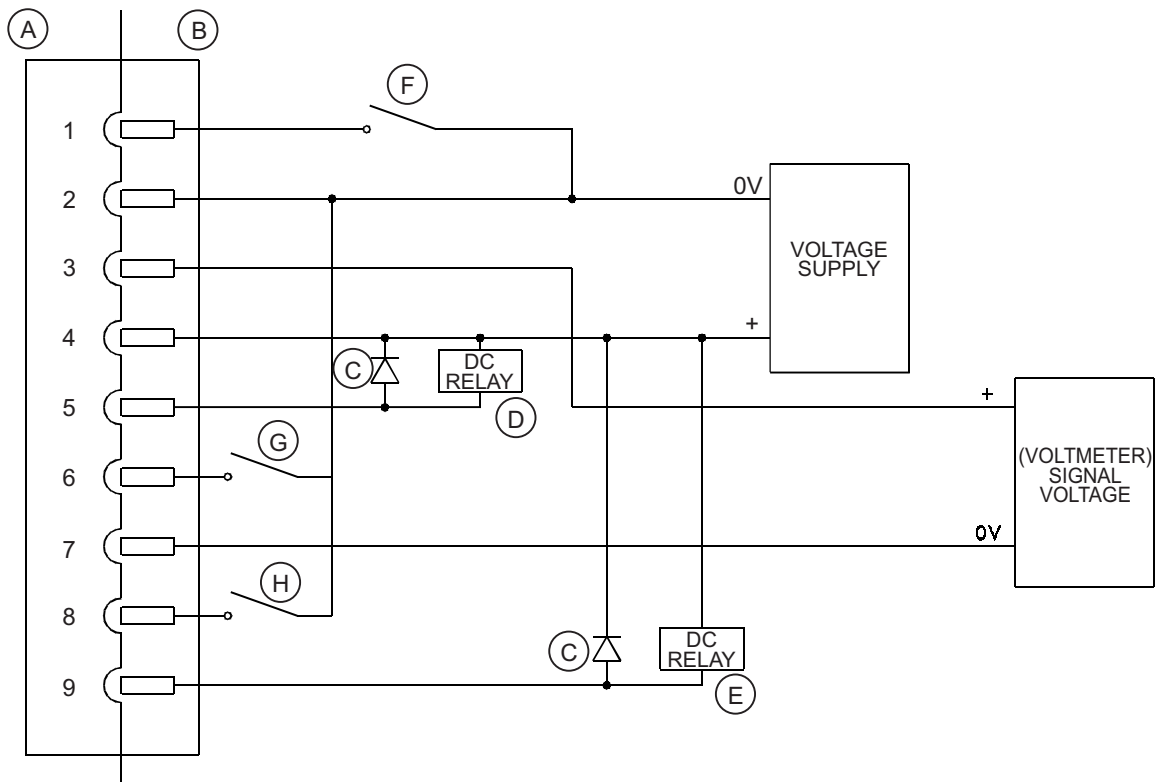 A
B
F
1
2
0V
VOLTAGE
SUPPLY
3
4
+
C
DC
RELAY
D
5
+
G
6
(VOLTMETER)
SIGNAL
VOLTAGE
7
0V
H
8
C
DC
RELAY
9
E